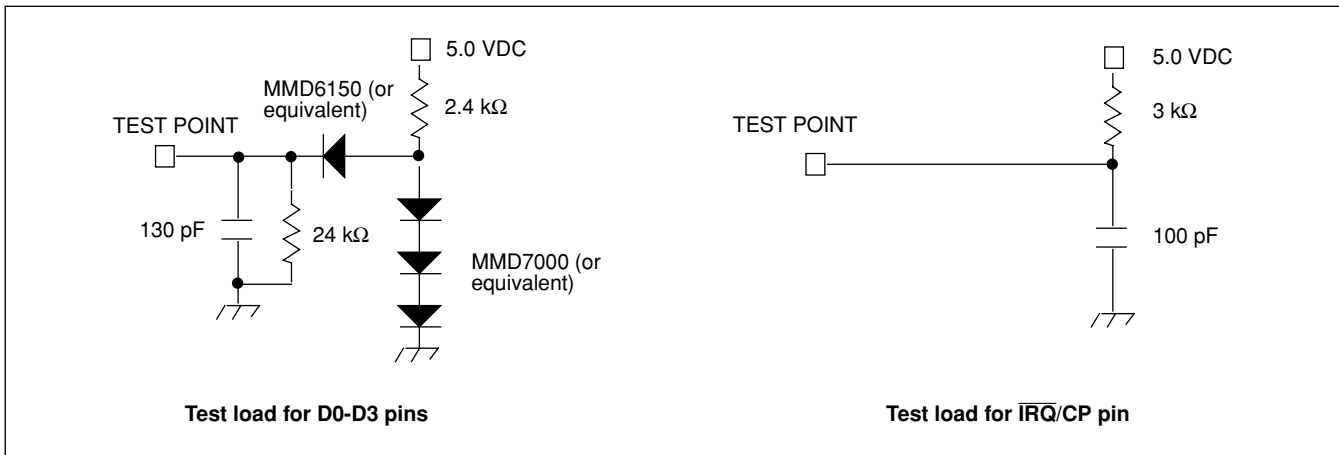 5.0 VDC
MMD6150 (or
equivalent)
2.4 kΩ
TEST POINT
130 pF
24 kΩ
MMD7000 (or
equivalent)
Test load for D0-D3 pins
5.0 VDC
3 kΩ
TEST POINT
100 pF
Test load for I̅R̅Q̅/CP pin